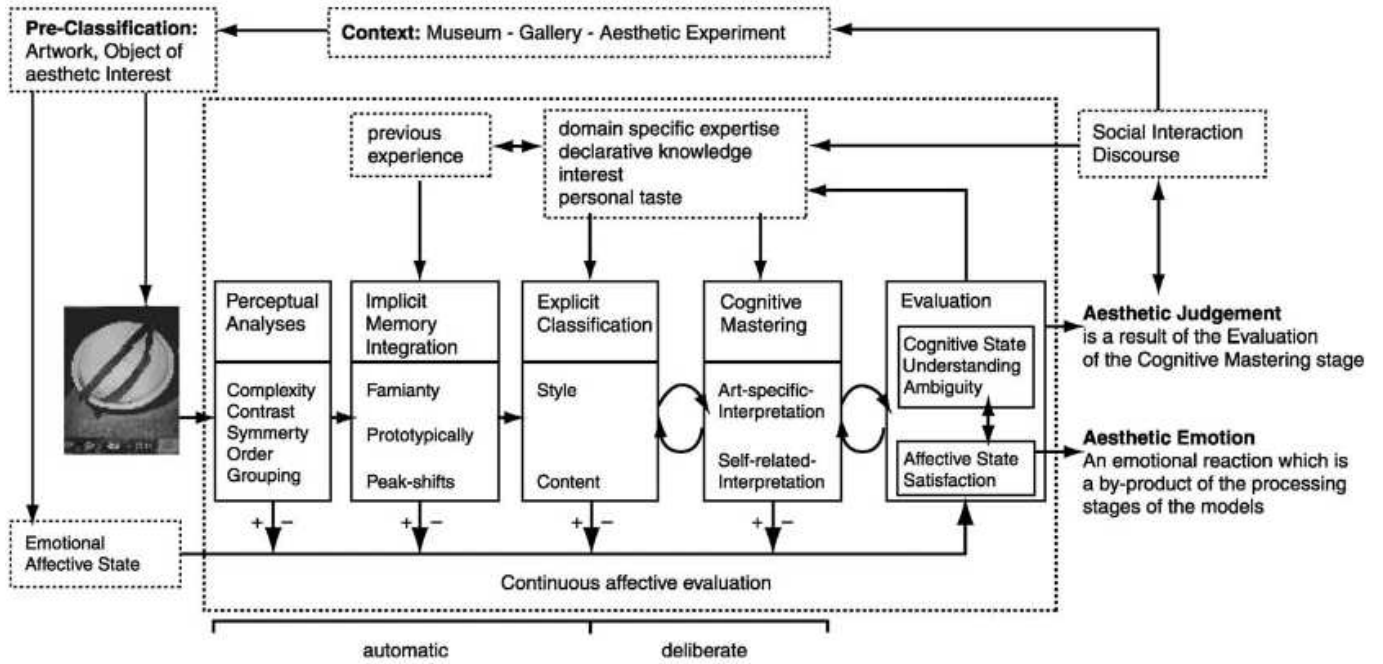 Pre-Classification:
Artwork, Object of
aesthetc Interest
Context: Museum - Gallery - Aesthetic Experiment
previous
experience
domain specific expertise
declarative knowledge
interest
personal taste
Social Interaction
Discourse
Perceptual
Analyses
Implicit
Memory
Integration
Explicit
Classification
Cognitive
Mastering
Evaluation
Complexity
Contrast
Symmerty
Order
Grouping
Famianty
Prototypically
Peak-shifts
Style
Content
Art-specific-
Interpretation
Self-related-
Interpretation
Cognitive State
Understanding
Ambiguity
Affective State
Satisfaction
Aesthetic Judgement
is a result of the Evaluation
of the Cognitive Mastering stage
Aesthetic Emotion
An emotional reaction which is
a by-product of the processing
stages of the models
+ −
+ −
+ −
+ −
Emotional
Affective State
Continuous affective evaluation
automatic
deliberate